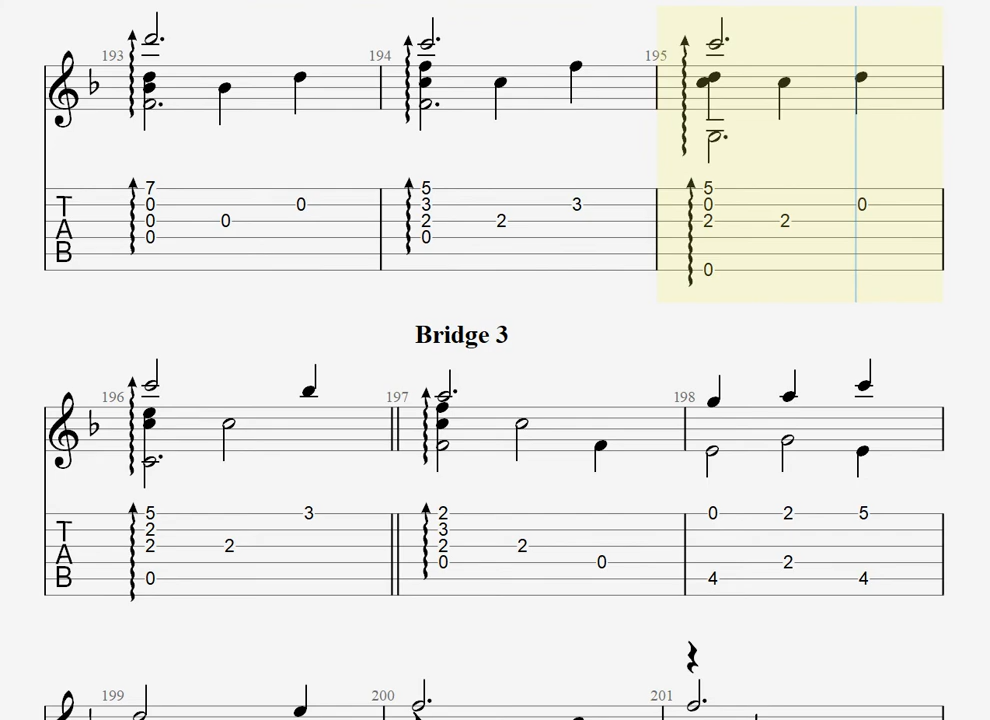 193 194 195
7 5 5
T 0 0 3 3 0 0
A 0 0 2 2 2 2
0 0
B
0
Bridge 3
196 197 198
5 3 2 0 2 5
T 2 3
2 2 2 2
A 0 0 2
B 0 4 4
199 200 201